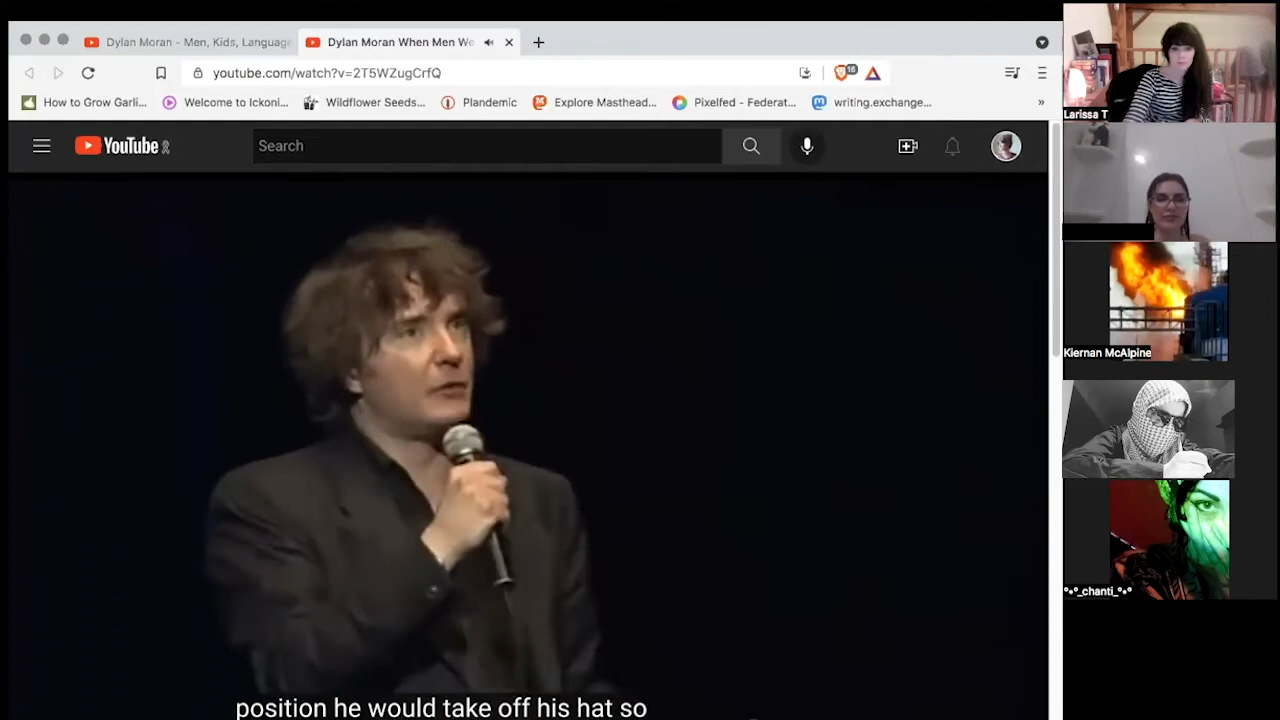 Dylan Moran - Men, Kids, Language
Dylan Moran When Men We
youtube.com/watch?v=2T5WZugCrfQ
18
How to Grow Garli...
Welcome to Ickoni...
Wildflower Seeds...
Plandemic
Explore Masthead...
Pixelfed - Federat...
writing.exchange...
»
YouTube
Search
position he would take off his hat so
Larissa T
Kiernan McAlpine
°•°_chanti_°•°